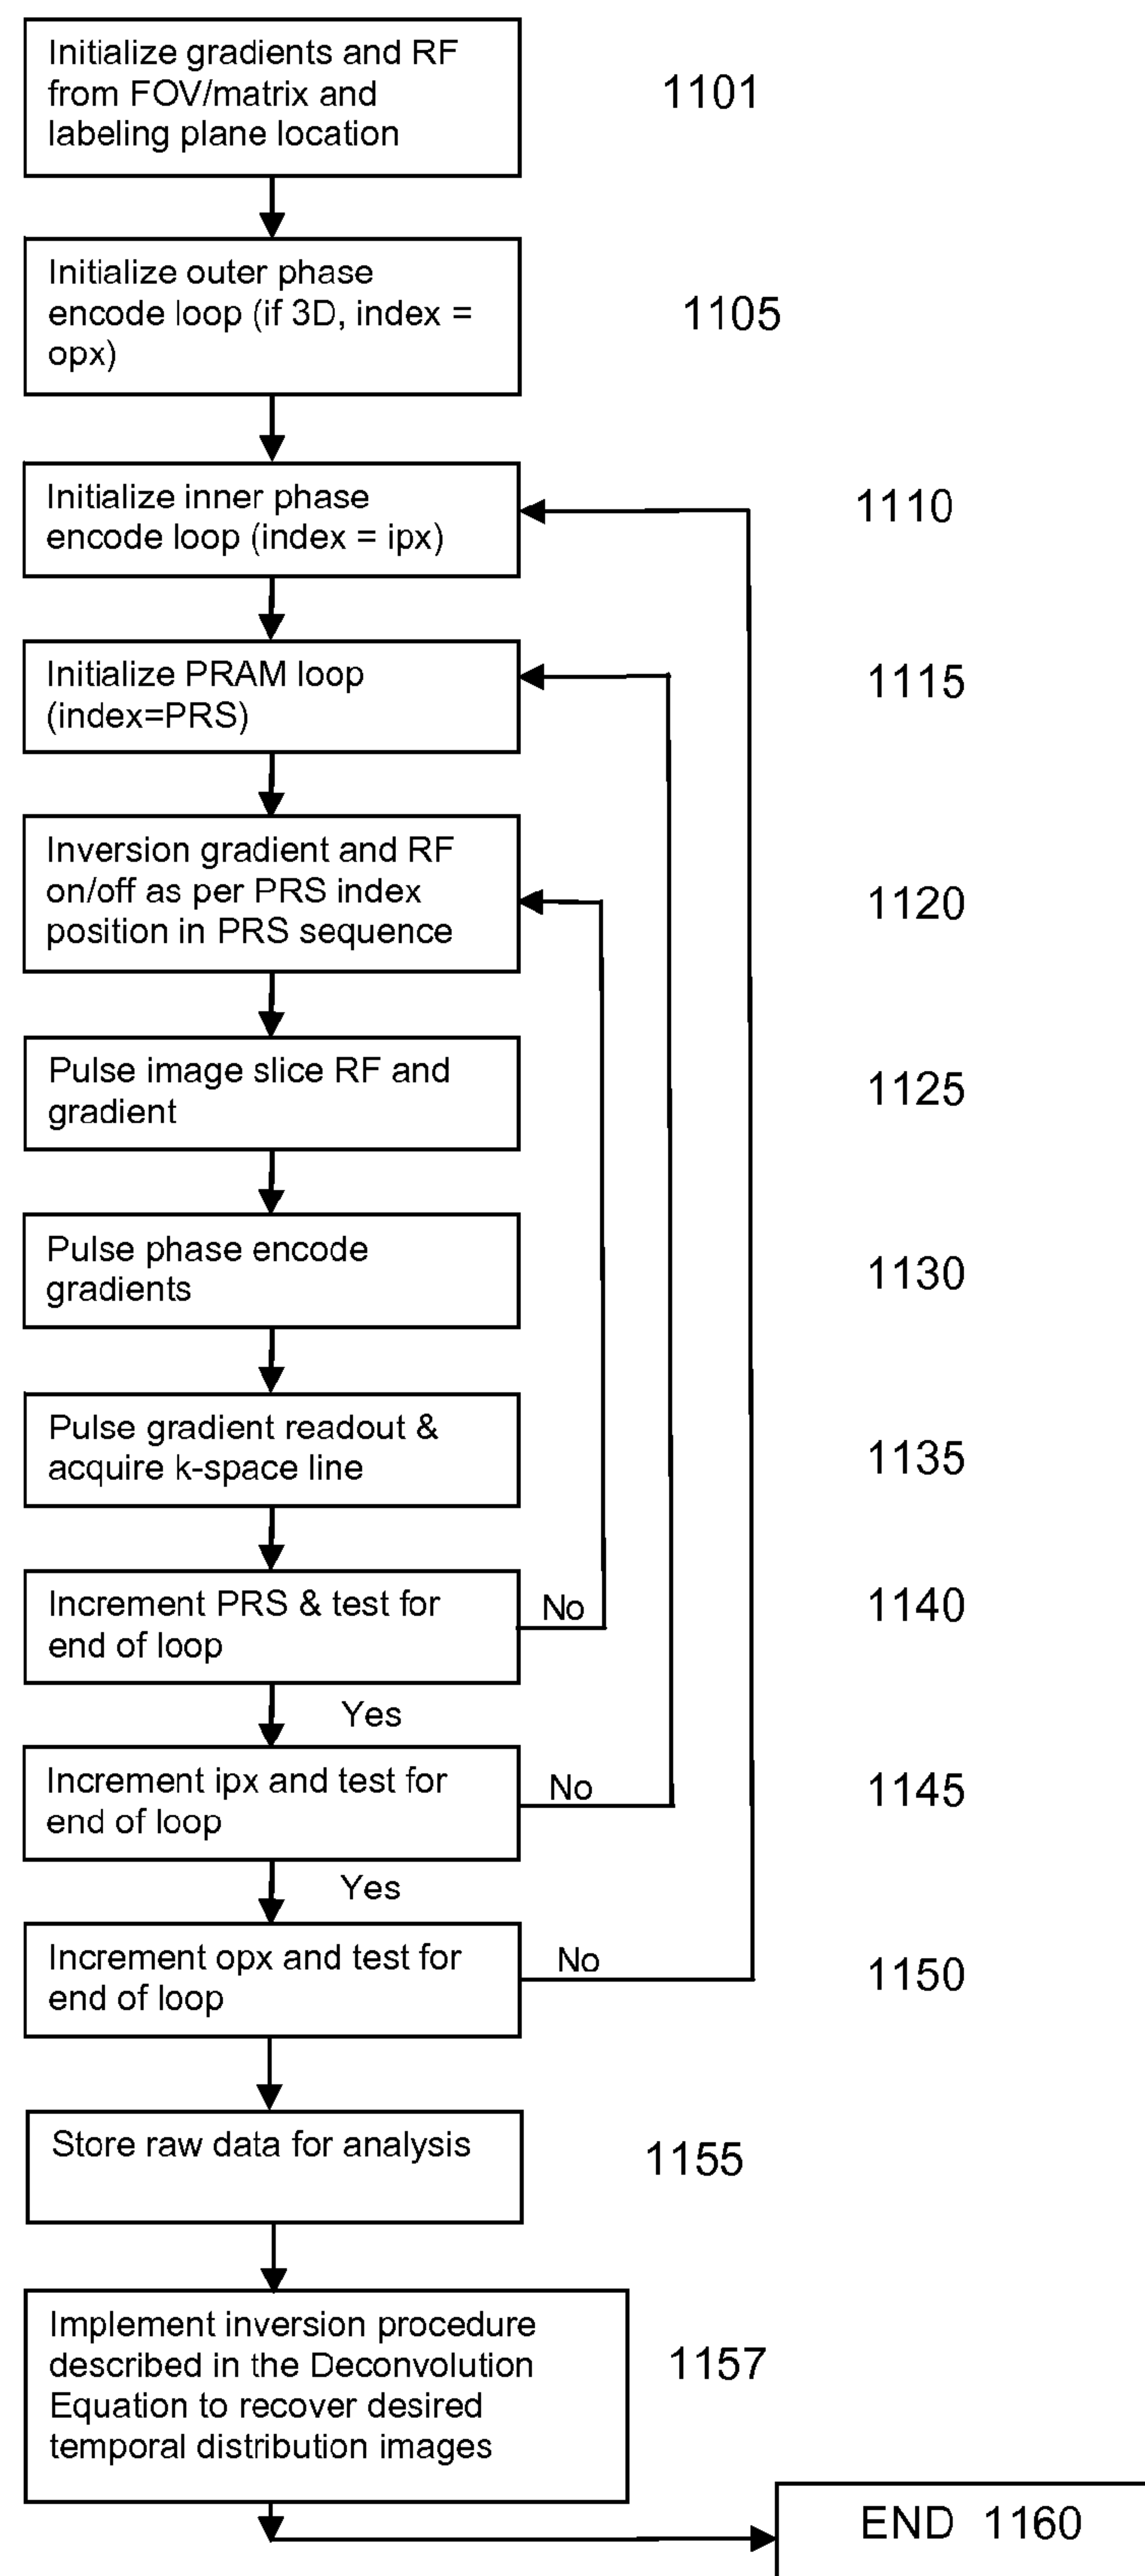 Initialize gradients and RF
from FOV/matrix and
labeling plane location
1101
Initialize outer phase
encode loop (if 3D, index =
opx)
1105
Initialize inner phase
encode loop (index = ipx)
1110
Initialize PRAM loop
(index=PRS)
1115
Inversion gradient and RF
on/off as per PRS index
position in PRS sequence
1120
Pulse image slice RF and
gradient
1125
Pulse phase encode
gradients
1130
Pulse gradient readout &
acquire k-space line
1135
Increment PRS & test for
end of loop
No
1140
Yes
Increment ipx and test for
end of loop
No
1145
Yes
Increment opx and test for
end of loop
No
1150
Store raw data for analysis
1155
Implement inversion procedure
described in the Deconvolution
Equation to recover desired
temporal distribution images
1157
END 1160